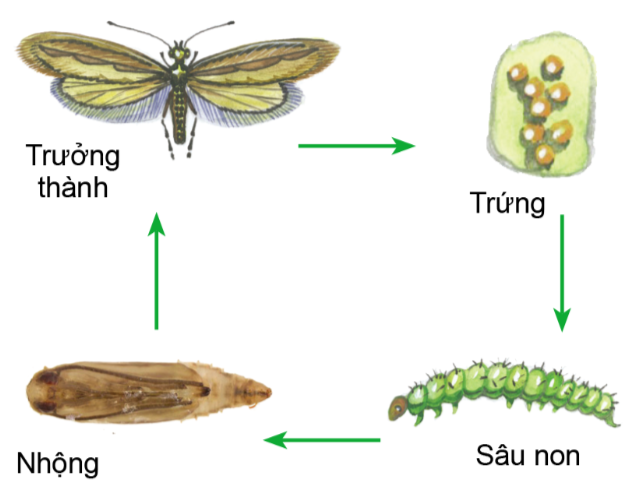 Trưởng
thành
Trứng
Sâu non
Nhộng